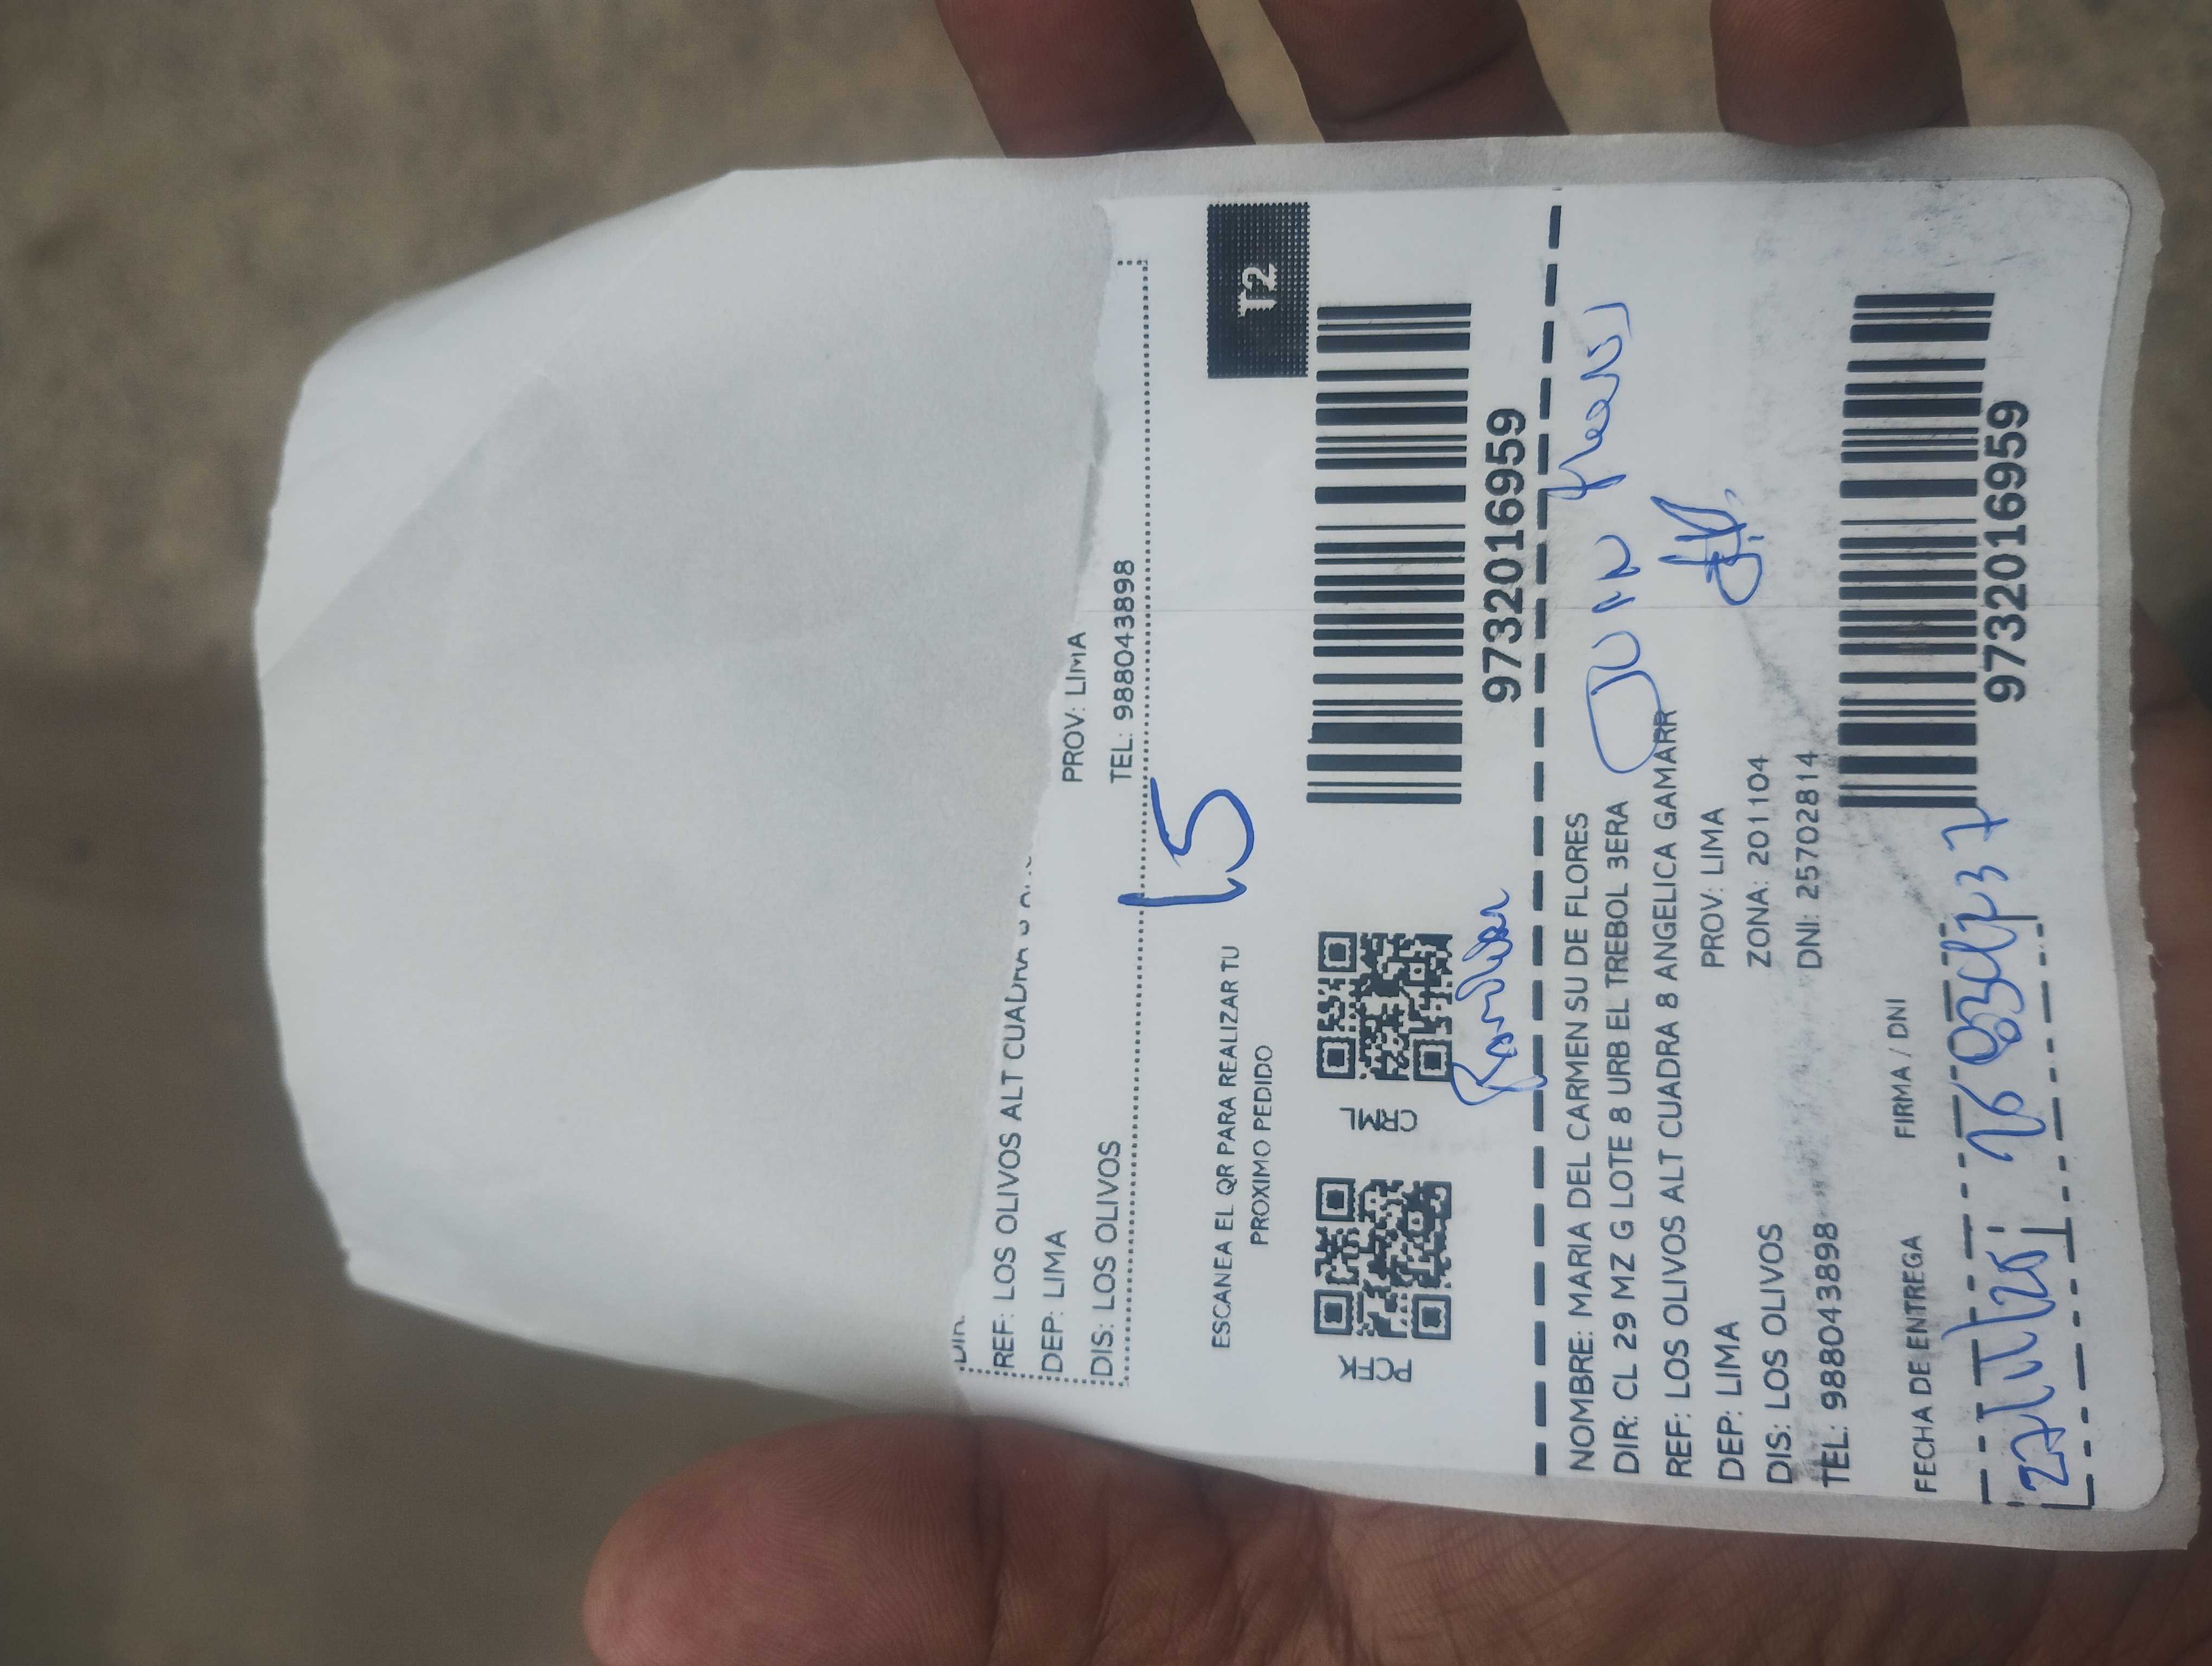 REF: LOS OLIVOS ALT CUADRA 8
DEP: LIMA PROV: LIMA
DIS: LOS OLIVOS TEL: 988043898
15
ESCANEA EL QR PARA REALIZAR TU
PROXIMO PEDIDO
T2
9732016959
NOMBRE: MARIA DEL CARMEN SU DE FLORES
DIR: CL 29 MZ G LOTE 8 URB EL TREBOL 3ERA
REF: LOS OLIVOS ALT CUADRA 8 ANGELICA GAMARR
DEP: LIMA PROV: LIMA
DIS: LOS OLIVOS ZONA: 201104
TEL: 988043898 DNI: 25702814
FECHA DE ENTREGA FIRMA / DNI
9732016959